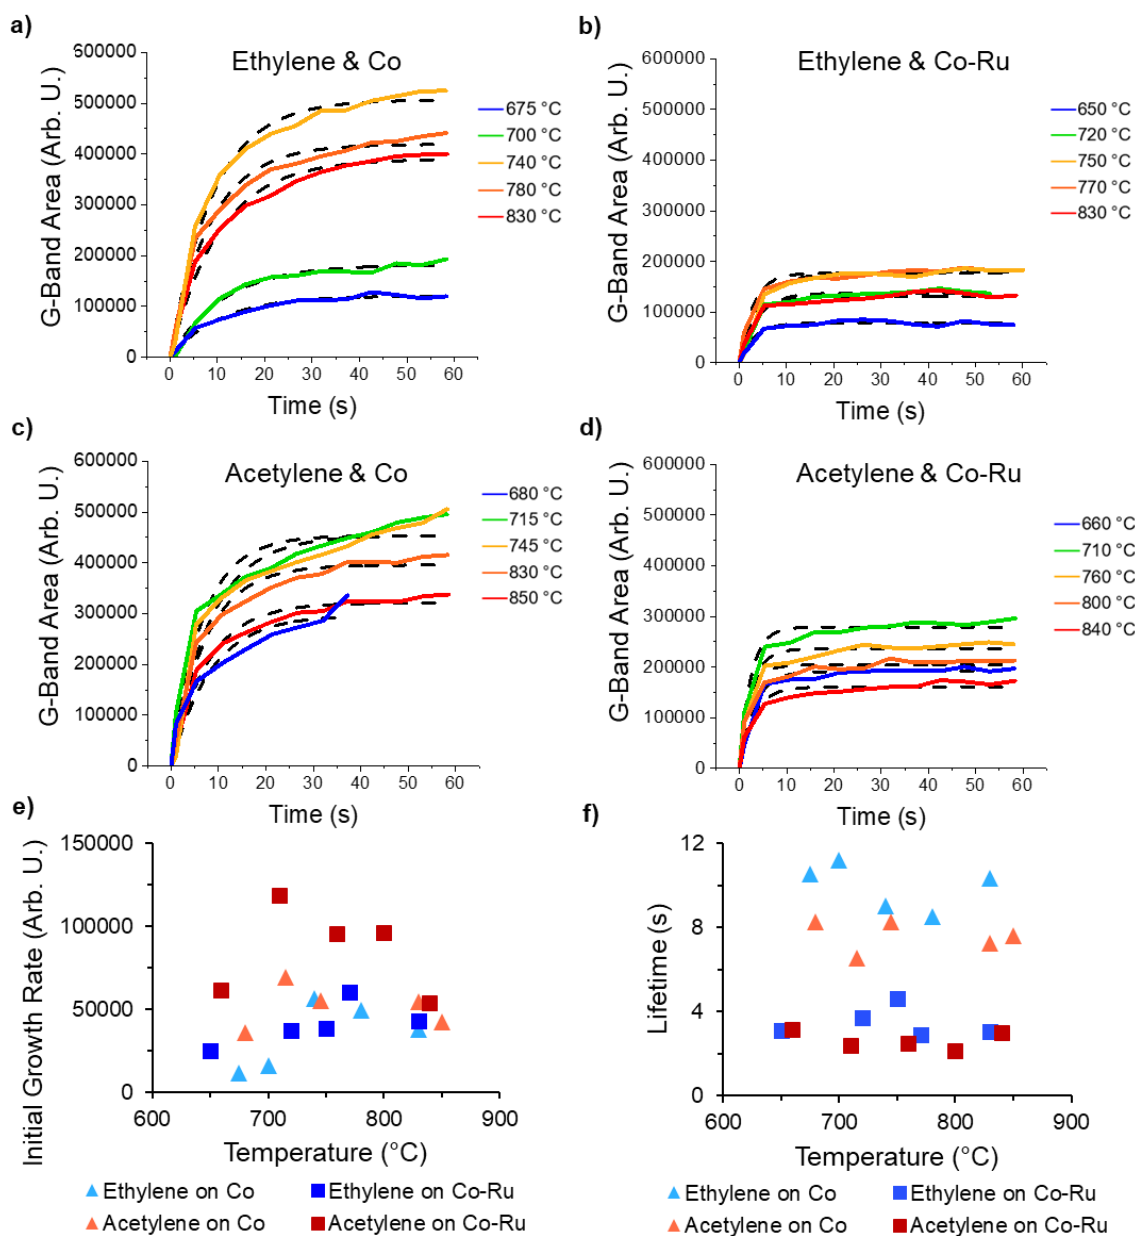 a)
Ethylene & Co
G-Band Area (Arb. U.)
600000
500000
400000
300000
200000
100000
0
0 10 20 30 40 50 60
Time (s)
675 °C
700 °C
740 °C
780 °C
830 °C
b)
Ethylene & Co-Ru
G-Band Area (Arb. U.)
600000
500000
400000
300000
200000
100000
0
0 10 20 30 40 50 60
Time (s)
650 °C
720 °C
750 °C
770 °C
830 °C
c)
Acetylene & Co
G-Band Area (Arb. U.)
600000
500000
400000
300000
200000
100000
0
0 10 20 30 40 50 60
Time (s)
680 °C
715 °C
745 °C
830 °C
850 °C
d)
Acetylene & Co-Ru
G-Band Area (Arb. U.)
600000
500000
400000
300000
200000
100000
0
0 10 20 30 40 50 60
Time (s)
660 °C
710 °C
760 °C
800 °C
840 °C
e)
Initial Growth Rate (Arb. U.)
150000
100000
50000
0
600 700 800 900
Temperature (°C)
Ethylene on Co
Ethylene on Co-Ru
Acetylene on Co
Acetylene on Co-Ru
f)
Lifetime (s)
12
8
4
0
600 700 800 900
Temperature (°C)
Ethylene on Co
Ethylene on Co-Ru
Acetylene on Co
Acetylene on Co-Ru